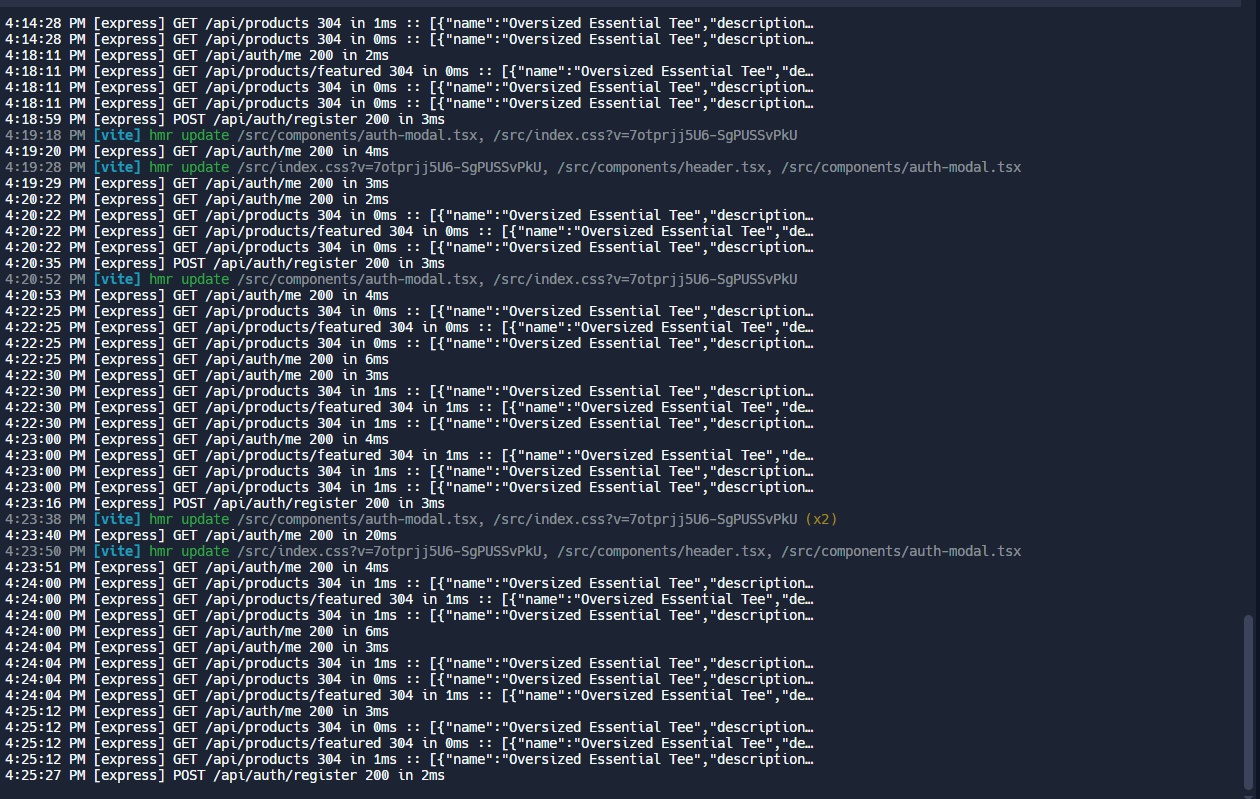 4:14:28 PM [express] GET /api/products 304 in 1ms :: [{"name":"Oversized Essential Tee","description…
4:14:28 PM [express] GET /api/products 304 in 0ms :: [{"name":"Oversized Essential Tee","description…
4:18:11 PM [express] GET /api/auth/me 200 in 2ms
4:18:11 PM [express] GET /api/products/featured 304 in 0ms :: [{"name":"Oversized Essential Tee","de…
4:18:11 PM [express] GET /api/products 304 in 0ms :: [{"name":"Oversized Essential Tee","description…
4:18:11 PM [express] GET /api/products 304 in 0ms :: [{"name":"Oversized Essential Tee","description…
4:18:59 PM [express] POST /api/auth/register 200 in 3ms
4:19:18 PM [vite] hmr update /src/components/auth-modal.tsx, /src/index.css?v=7otprjj5U6-SgPUSSvPkU
4:19:20 PM [express] GET /api/auth/me 200 in 4ms
4:19:28 PM [vite] hmr update /src/index.css?v=7otprjj5U6-SgPUSSvPkU, /src/components/header.tsx, /src/components/auth-modal.tsx
4:19:29 PM [express] GET /api/auth/me 200 in 3ms
4:20:22 PM [express] GET /api/auth/me 200 in 2ms
4:20:22 PM [express] GET /api/products 304 in 0ms :: [{"name":"Oversized Essential Tee","description…
4:20:22 PM [express] GET /api/products/featured 304 in 0ms :: [{"name":"Oversized Essential Tee","de…
4:20:22 PM [express] GET /api/products 304 in 0ms :: [{"name":"Oversized Essential Tee","description…
4:20:35 PM [express] POST /api/auth/register 200 in 3ms
4:20:52 PM [vite] hmr update /src/components/auth-modal.tsx, /src/index.css?v=7otprjj5U6-SgPUSSvPkU
4:20:53 PM [express] GET /api/auth/me 200 in 4ms
4:22:25 PM [express] GET /api/products 304 in 0ms :: [{"name":"Oversized Essential Tee","description…
4:22:25 PM [express] GET /api/products/featured 304 in 0ms :: [{"name":"Oversized Essential Tee","de…
4:22:25 PM [express] GET /api/products 304 in 0ms :: [{"name":"Oversized Essential Tee","description…
4:22:25 PM [express] GET /api/auth/me 200 in 6ms
4:22:30 PM [express] GET /api/auth/me 200 in 3ms
4:22:30 PM [express] GET /api/products 304 in 1ms :: [{"name":"Oversized Essential Tee","description…
4:22:30 PM [express] GET /api/products/featured 304 in 1ms :: [{"name":"Oversized Essential Tee","de…
4:22:30 PM [express] GET /api/products 304 in 1ms :: [{"name":"Oversized Essential Tee","description…
4:23:00 PM [express] GET /api/auth/me 200 in 4ms
4:23:00 PM [express] GET /api/products/featured 304 in 1ms :: [{"name":"Oversized Essential Tee","de…
4:23:00 PM [express] GET /api/products 304 in 1ms :: [{"name":"Oversized Essential Tee","description…
4:23:00 PM [express] GET /api/products 304 in 1ms :: [{"name":"Oversized Essential Tee","description…
4:23:16 PM [express] POST /api/auth/register 200 in 3ms
4:23:38 PM [vite] hmr update /src/components/auth-modal.tsx, /src/index.css?v=7otprjj5U6-SgPUSSvPkU (x2)
4:23:40 PM [express] GET /api/auth/me 200 in 20ms
4:23:50 PM [vite] hmr update /src/index.css?v=7otprjj5U6-SgPUSSvPkU, /src/components/header.tsx, /src/components/auth-modal.tsx
4:23:51 PM [express] GET /api/auth/me 200 in 4ms
4:24:00 PM [express] GET /api/products 304 in 1ms :: [{"name":"Oversized Essential Tee","description…
4:24:00 PM [express] GET /api/products/featured 304 in 1ms :: [{"name":"Oversized Essential Tee","de…
4:24:00 PM [express] GET /api/products 304 in 1ms :: [{"name":"Oversized Essential Tee","description…
4:24:00 PM [express] GET /api/auth/me 200 in 6ms
4:24:04 PM [express] GET /api/auth/me 200 in 3ms
4:24:04 PM [express] GET /api/products 304 in 1ms :: [{"name":"Oversized Essential Tee","description…
4:24:04 PM [express] GET /api/products 304 in 0ms :: [{"name":"Oversized Essential Tee","description…
4:24:04 PM [express] GET /api/products/featured 304 in 1ms :: [{"name":"Oversized Essential Tee","de…
4:25:12 PM [express] GET /api/auth/me 200 in 3ms
4:25:12 PM [express] GET /api/products 304 in 0ms :: [{"name":"Oversized Essential Tee","description…
4:25:12 PM [express] GET /api/products/featured 304 in 0ms :: [{"name":"Oversized Essential Tee","de…
4:25:12 PM [express] GET /api/products 304 in 1ms :: [{"name":"Oversized Essential Tee","description…
4:25:27 PM [express] POST /api/auth/register 200 in 2ms